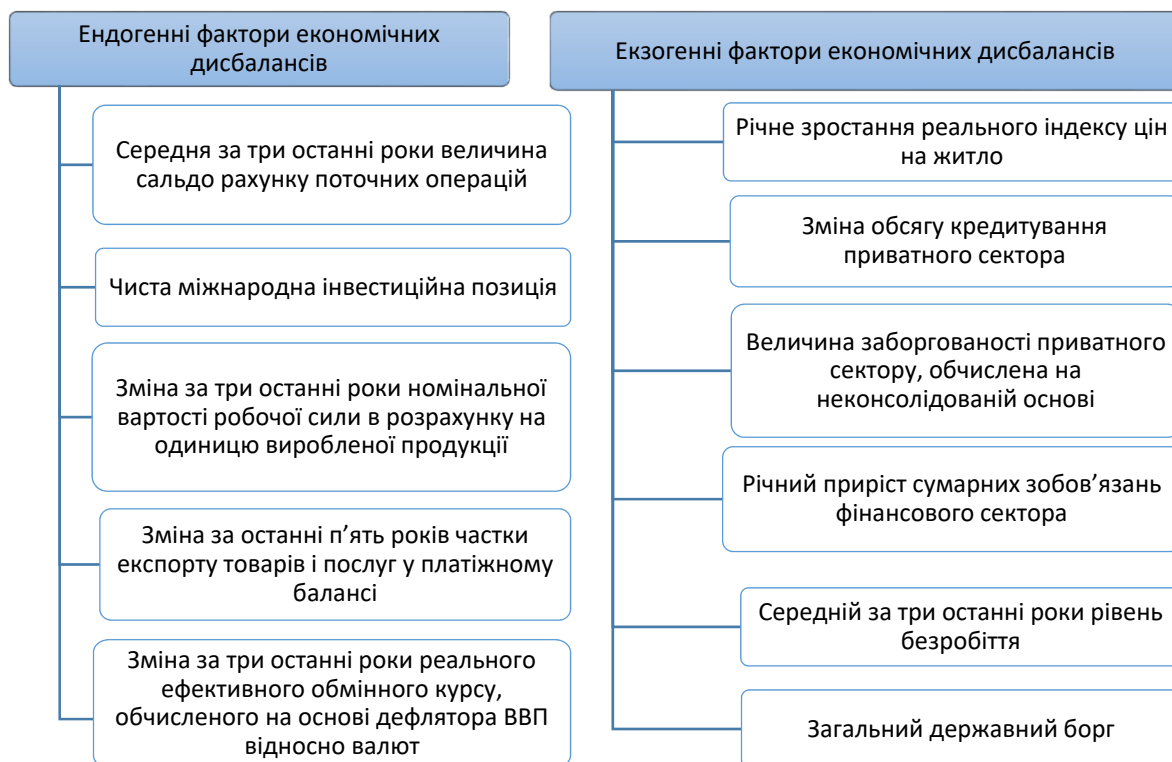 Ендогенні фактори економічних
дисбалансів
Середня за три останні роки величина
сальдо рахунку поточних операцій
Чиста міжнародна інвестиційна позиція
Зміна за три останні роки номінальної
вартості робочої сили в розрахунку на
одиницю виробленої продукції
Зміна за останні п’ять років частки
експорту товарів і послуг у платіжному
балансі
Зміна за три останні роки реального
ефективного обмінного курсу,
обчисленого на основі дефлятора ВВП
відносно валют
Екзогенні фактори економічних дисбалансів
Річне зростання реального індексу цін
на житло
Зміна обсягу кредитування
приватного сектора
Величина заборгованості приватного
сектору, обчислена на
неконсолідованій основі
Річний приріст сумарних зобов’язань
фінансового сектора
Середній за три останні роки рівень
безробіття
Загальний державний борг